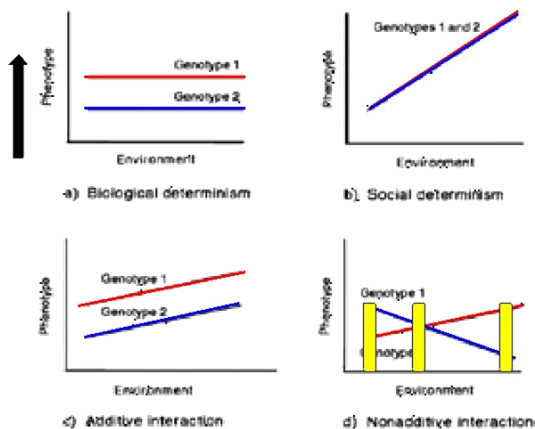 Phenotype
Genotype 1
Genotype 2
Environment
a) Biological determinism
Phenotype
Genotypes 1 and 2
Environment
b) Social determinism
Phenotype
Genotype 1
Genotype 2
Environment
c) Additive interaction
Phenotype
Genotype 1
Genotype
Environment
d) Nonadditive interaction